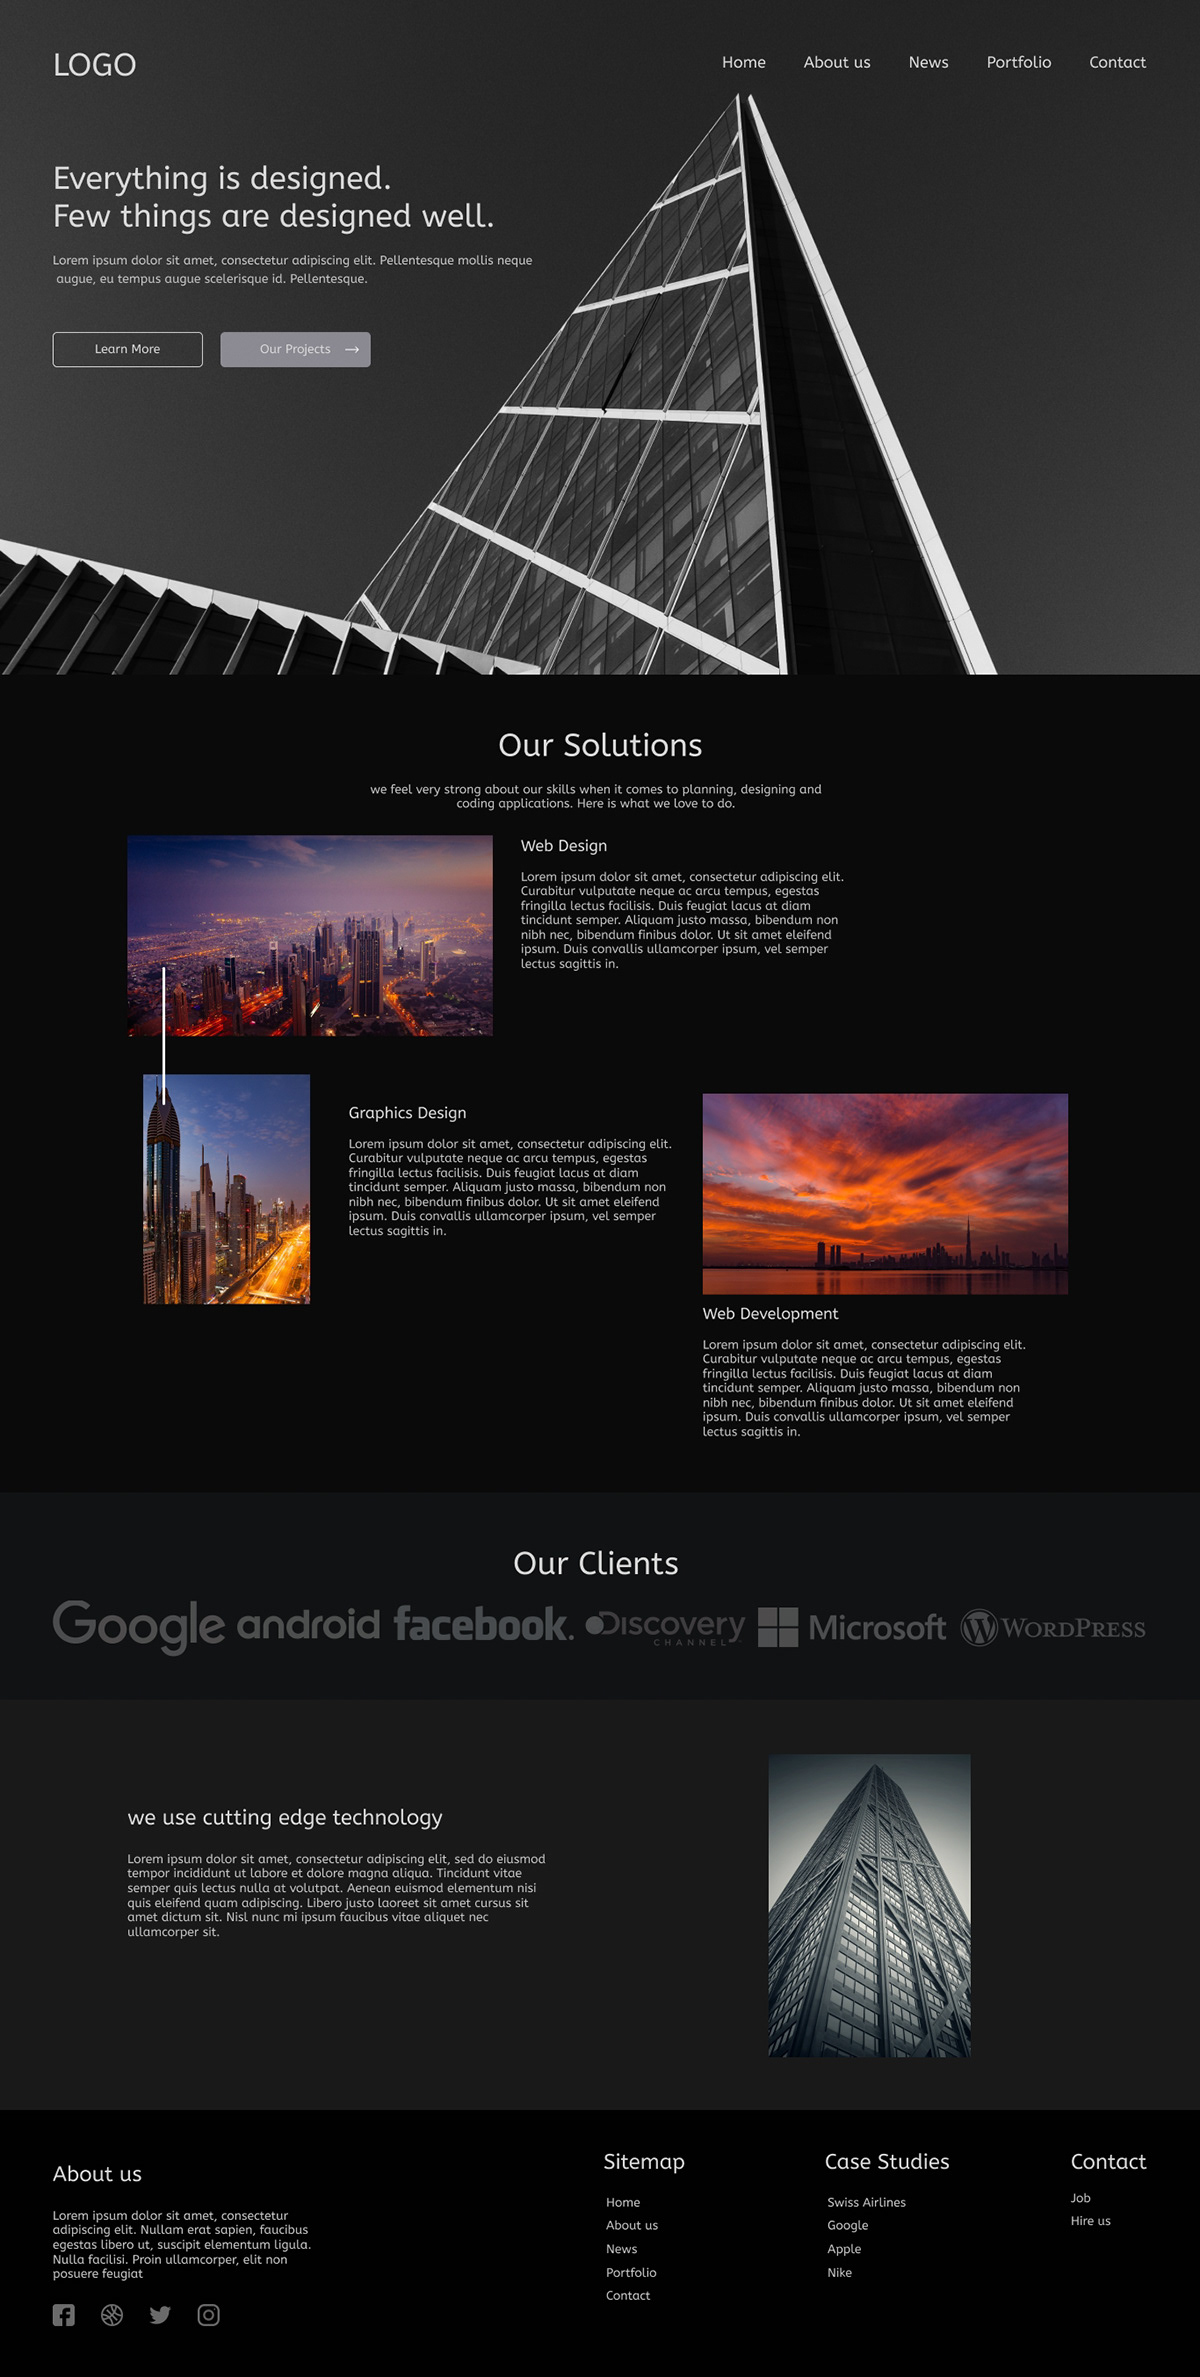 LOGO
Home
About us
News
Portfolio
Contact
Everything is designed.
Few things are designed well.
Lorem ipsum dolor sit amet, consectetur adipiscing elit. Pellentesque mollis neque
augue, eu tempus augue scelerisque id. Pellentesque.
Learn More
Our Projects
Our Solutions
we feel very strong about our skills when it comes to planning, designing and
coding applications. Here is what we love to do.
Web Design
Lorem ipsum dolor sit amet, consectetur adipiscing elit.
Curabitur vulputate neque ac arcu tempus, egestas
fringilla lectus facilisis. Duis feugiat lacus at diam
tincidunt semper. Aliquam justo massa, bibendum non
nibh nec, bibendum finibus dolor. Ut sit amet eleifend
ipsum. Duis convallis ullamcorper ipsum, vel semper
lectus sagittis in.
Graphics Design
Lorem ipsum dolor sit amet, consectetur adipiscing elit.
Curabitur vulputate neque ac arcu tempus, egestas
fringilla lectus facilisis. Duis feugiat lacus at diam
tincidunt semper. Aliquam justo massa, bibendum non
nibh nec, bibendum finibus dolor. Ut sit amet eleifend
ipsum. Duis convallis ullamcorper ipsum, vel semper
lectus sagittis in.
Web Development
Lorem ipsum dolor sit amet, consectetur adipiscing elit.
Curabitur vulputate neque ac arcu tempus, egestas
fringilla lectus facilisis. Duis feugiat lacus at diam
tincidunt semper. Aliquam justo massa, bibendum non
nibh nec, bibendum finibus dolor. Ut sit amet eleifend
ipsum. Duis convallis ullamcorper ipsum, vel semper
lectus sagittis in.
Our Clients
Google
android
facebook.
Discovery
CHANNEL
Microsoft
WORDPRESS
we use cutting edge technology
Lorem ipsum dolor sit amet, consectetur adipiscing elit, sed do eiusmod
tempor incididunt ut labore et dolore magna aliqua. Tincidunt vitae
semper quis lectus nulla at volutpat. Aenean euismod elementum nisi
quis eleifend quam adipiscing. Libero justo laoreet sit amet cursus sit
amet dictum sit. Nisl nunc mi ipsum faucibus vitae aliquet nec
ullamcorper sit.
About us
Lorem ipsum dolor sit amet, consectetur
adipiscing elit. Nullam erat sapien, faucibus
egestas libero ut, suscipit elementum ligula.
Nulla facilisi. Proin ullamcorper, elit non
posuere feugiat
Sitemap
Home
About us
News
Portfolio
Contact
Case Studies
Swiss Airlines
Google
Apple
Nike
Contact
Job
Hire us